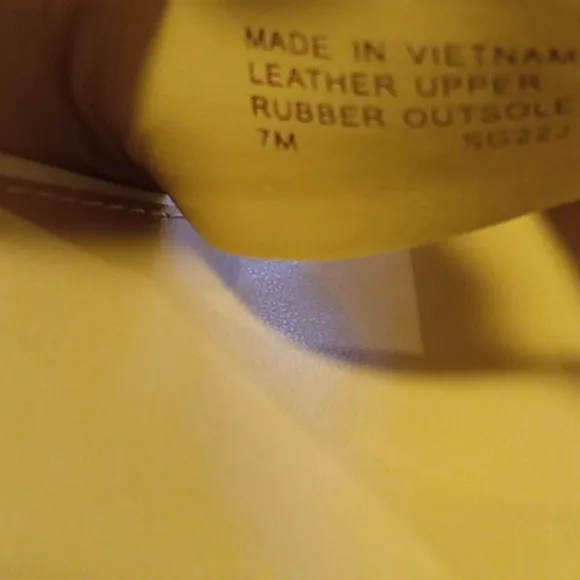 MADE IN VIETNAM
LEATHER UPPER
RUBBER OUTSOLE
7M